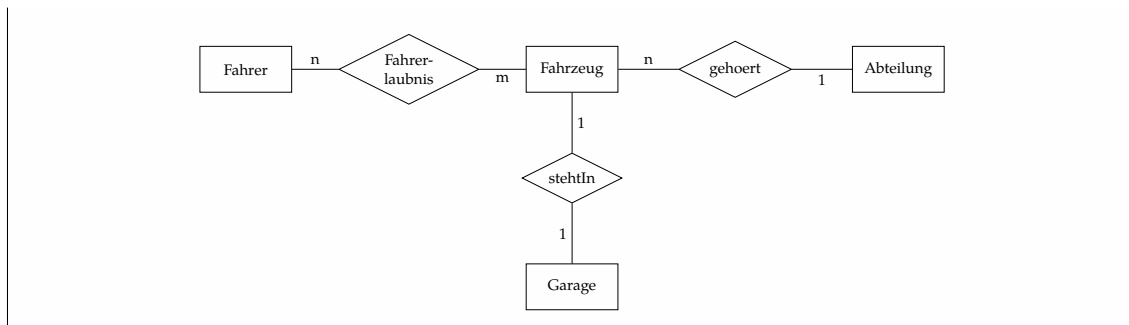 Fahrer
n
Fahrer-
laubnis
m
Fahrzeug
n
gehoert
1
Abteilung
1
stehtIn
1
Garage